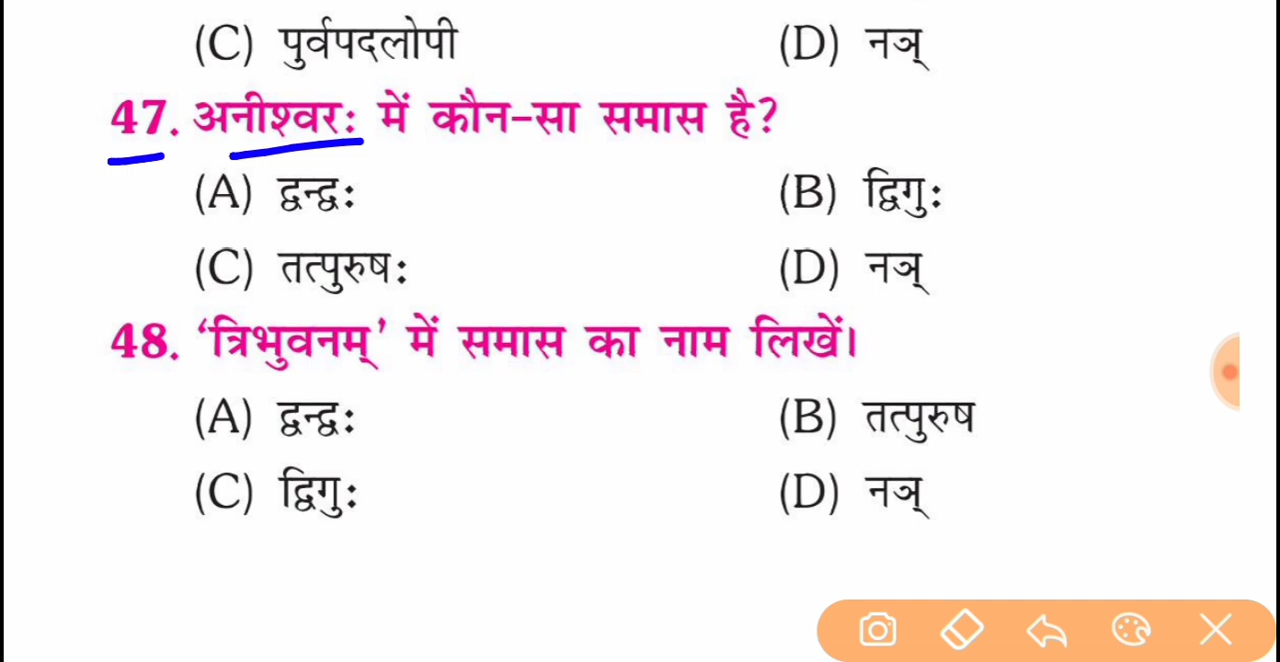 (C) पुर्वपदलोपी (D) नञ्
47. अनीश्वरः में कौन-सा समास है?
(A) द्वन्द्वः (B) द्विगुः
(C) तत्पुरुषः (D) नञ्
48. ‘त्रिभुवनम्’ में समास का नाम लिखें।
(A) द्वन्द्वः (B) तत्पुरुष
(C) द्विगुः (D) नञ्